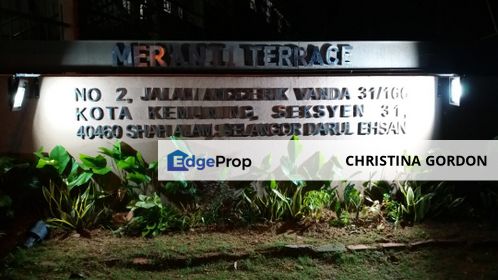 MERANTI TERRACE
NO 2, JALAN ANGGERIK VANDA 31/166
KOTA KEMUNING, SEKSYEN 31,
40460 SHAH ALAM, SELANGOR DARUL EHSAN
EdgeProp
CHRISTINA GORDON